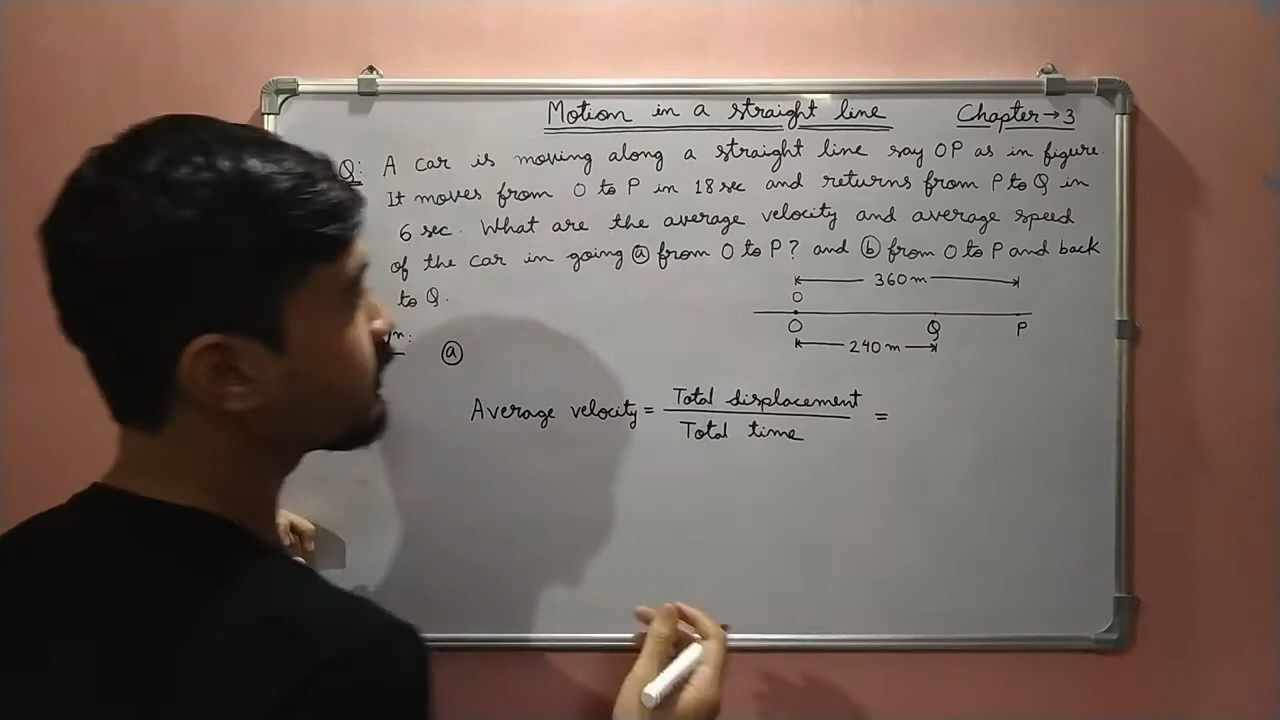 Motion in a straight line Chapter→3
Q: A car is moving along a straight line say OP as in figure.
It moves from O to P in 18 sec and returns from P to Q in
6 sec. What are the average velocity and average speed
of the car in going ⓐ from O to P? and ⓑ from O to P and back
to Q.
360 m
O
O Q P
240 m
ⓐ
Average velocity = Total displacement =
Total time